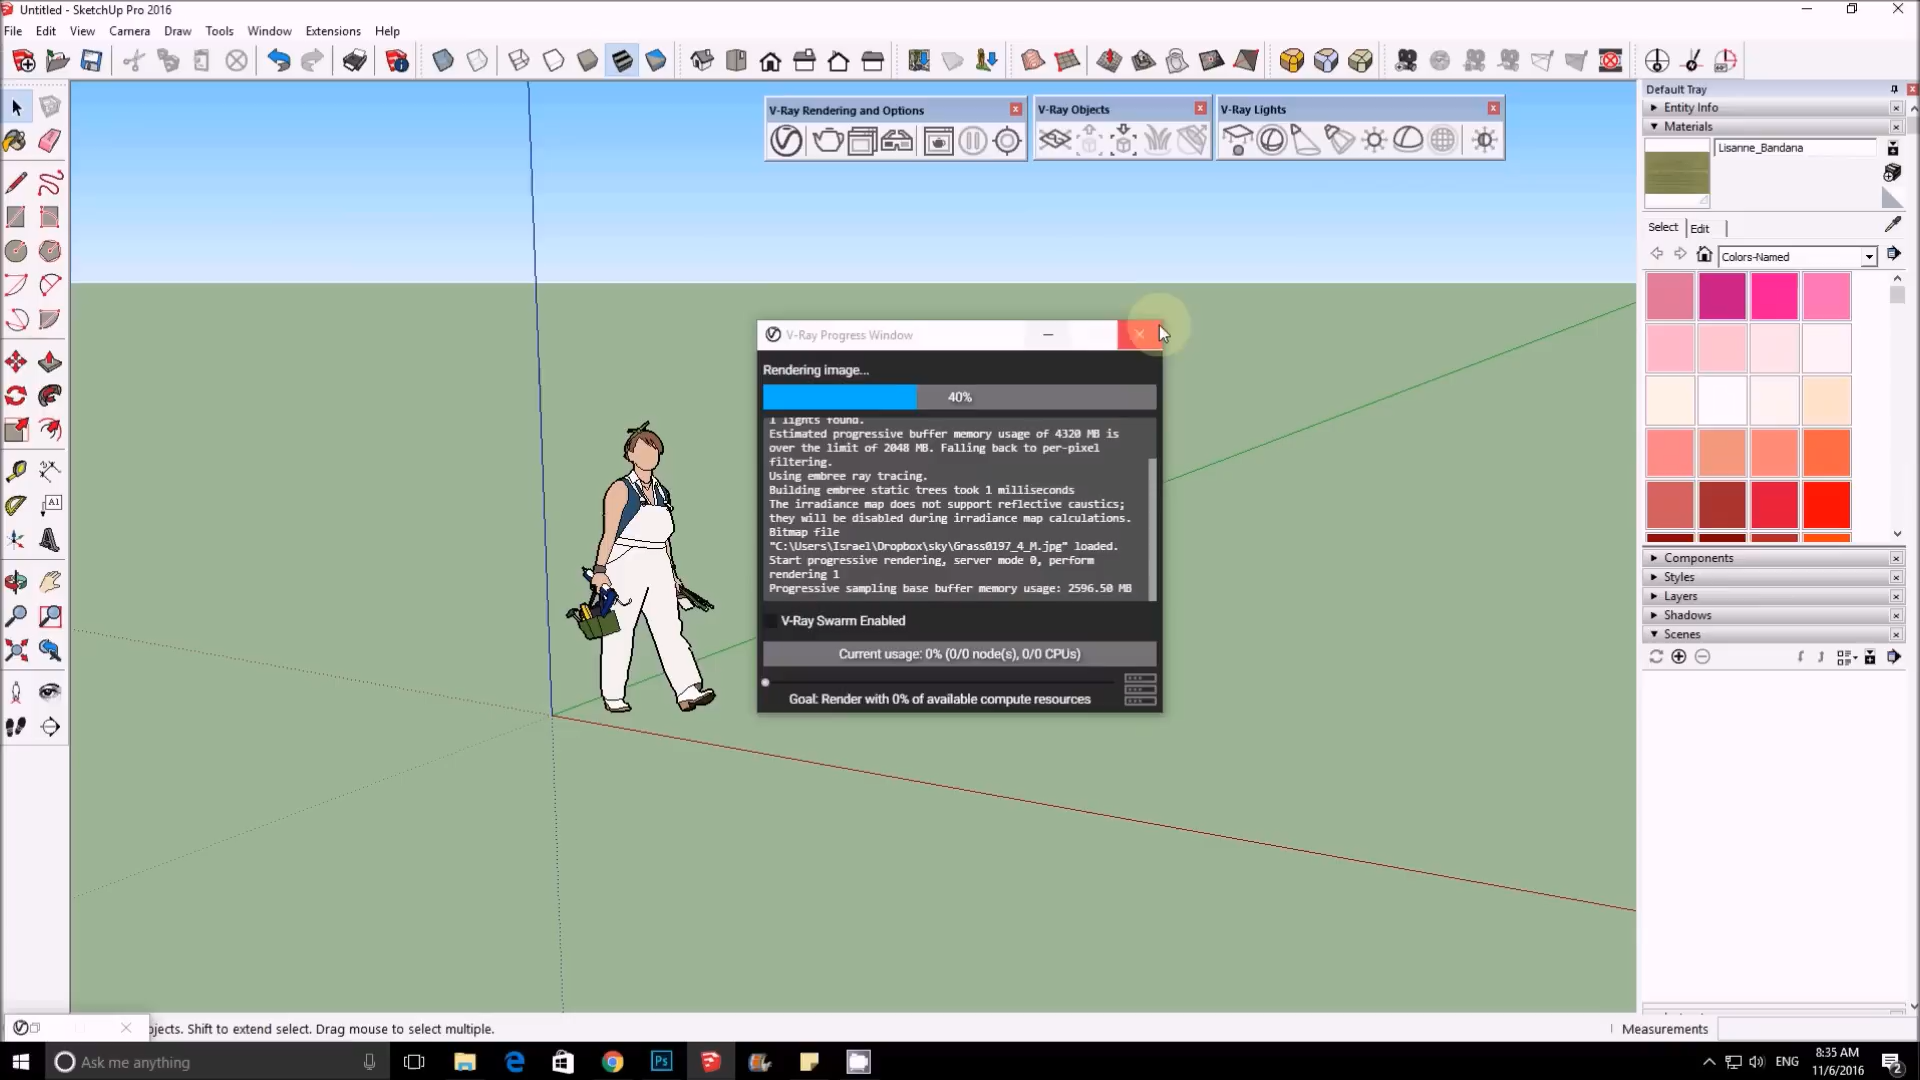 Untitled - SketchUp Pro 2016
File Edit View Camera Draw Tools Window Extensions Help
V-Ray Rendering and Options
V-Ray Objects
V-Ray Lights
Default Tray
Entity Info
Materials
Lisanne_Bandana
Select Edit
Colors-Named
V-Ray Progress Window
Rendering image...
40%
1 lights found.
Estimated progressive buffer memory usage of 4320 MB is
over the limit of 2048 MB. Falling back to per-pixel
filtering.
Using embree ray tracing.
Building embree static trees took 1 milliseconds
The irradiance map does not support reflective caustics;
they will be disabled during irradiance map calculations.
Bitmap file
"C:\Users\Israel\Dropbox\sky\Grass0197_4_M.jpg" loaded.
Start progressive rendering, server mode 0, perform
rendering 1
Progressive sampling base buffer memory usage: 2596.50 MB
V-Ray Swarm Enabled
Current usage: 0% (0/0 node(s), 0/0 CPUs)
Goal: Render with 0% of available compute resources
Components
Styles
Layers
Shadows
Scenes
A1
bjects. Shift to extend select. Drag mouse to select multiple.
Measurements
Ask me anything
Ps
ENG
8:35 AM
11/6/2016
2